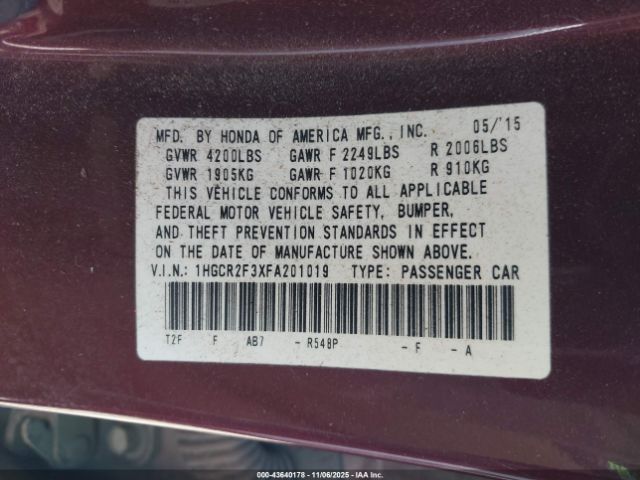 MFD. BY HONDA OF AMERICA MFG., INC. 05/'15
GVWR 4200LBS GAWR F 2249LBS R 2006LBS
GVWR 1905KG GAWR F 1020KG R 910KG
THIS VEHICLE CONFORMS TO ALL APPLICABLE
FEDERAL MOTOR VEHICLE SAFETY, BUMPER,
AND THEFT PREVENTION STANDARDS IN EFFECT
ON THE DATE OF MANUFACTURE SHOWN ABOVE.
V.I.N.: 1HGCR2F3XFA201019 TYPE: PASSENGER CAR
T2F F AB7 - R548P - F - A
000-43640178 - 11/06/2025 - IAA Inc.